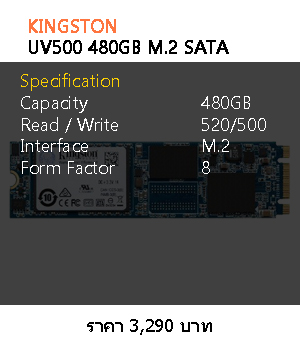 KINGSTON
UV500 480GB M.2 SATA
Specification
Capacity 480GB
Read / Write 520/500
Interface M.2
Form Factor 8
Kingston
ราคา 3,290 บาท